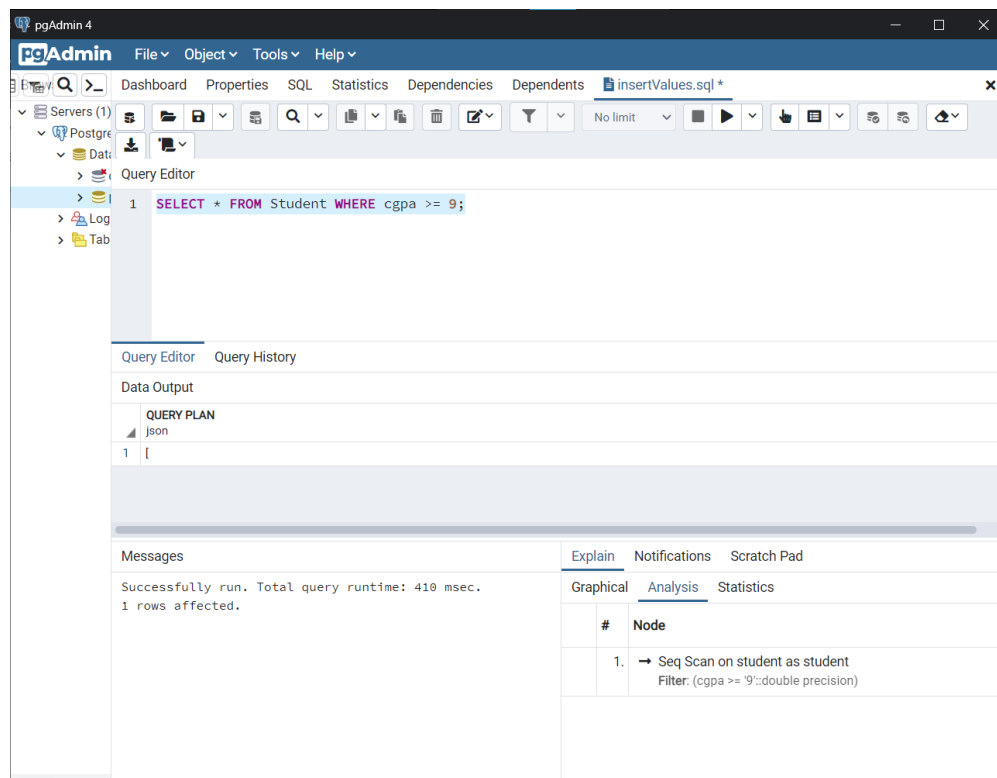 pgAdmin 4
pgAdmin File Object Tools Help
Dashboard Properties SQL Statistics Dependencies Dependents insertValues.sql *
Servers (1)
No limit
Query Editor
1 SELECT * FROM Student WHERE cgpa >= 9;
Query Editor Query History
Data Output
QUERY PLAN
json
1 [
Messages
Successfully run. Total query runtime: 410 msec.
1 rows affected.
Explain Notifications Scratch Pad
Graphical Analysis Statistics
# Node
1. → Seq Scan on student as student
Filter: (cgpa >= '9'::double precision)